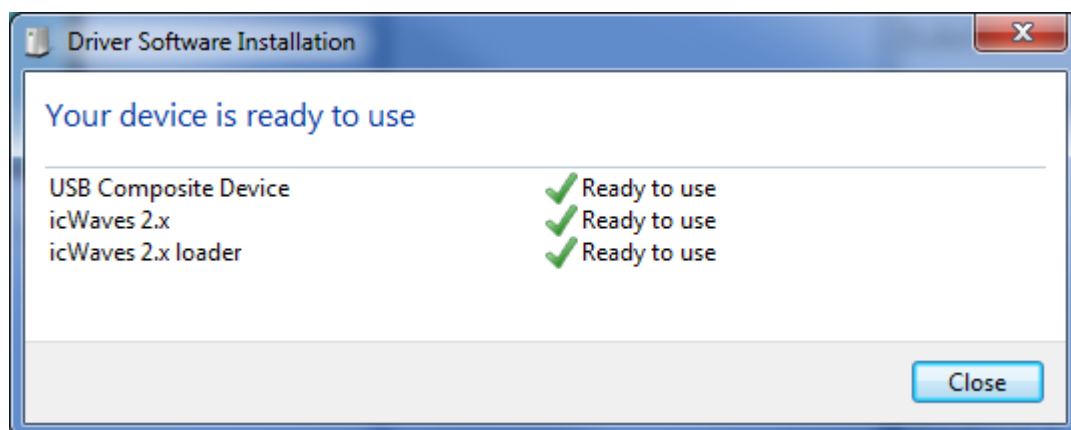 Driver Software Installation
Your device is ready to use
USB Composite Device Ready to use
icWaves 2.x Ready to use
icWaves 2.x loader Ready to use
Close